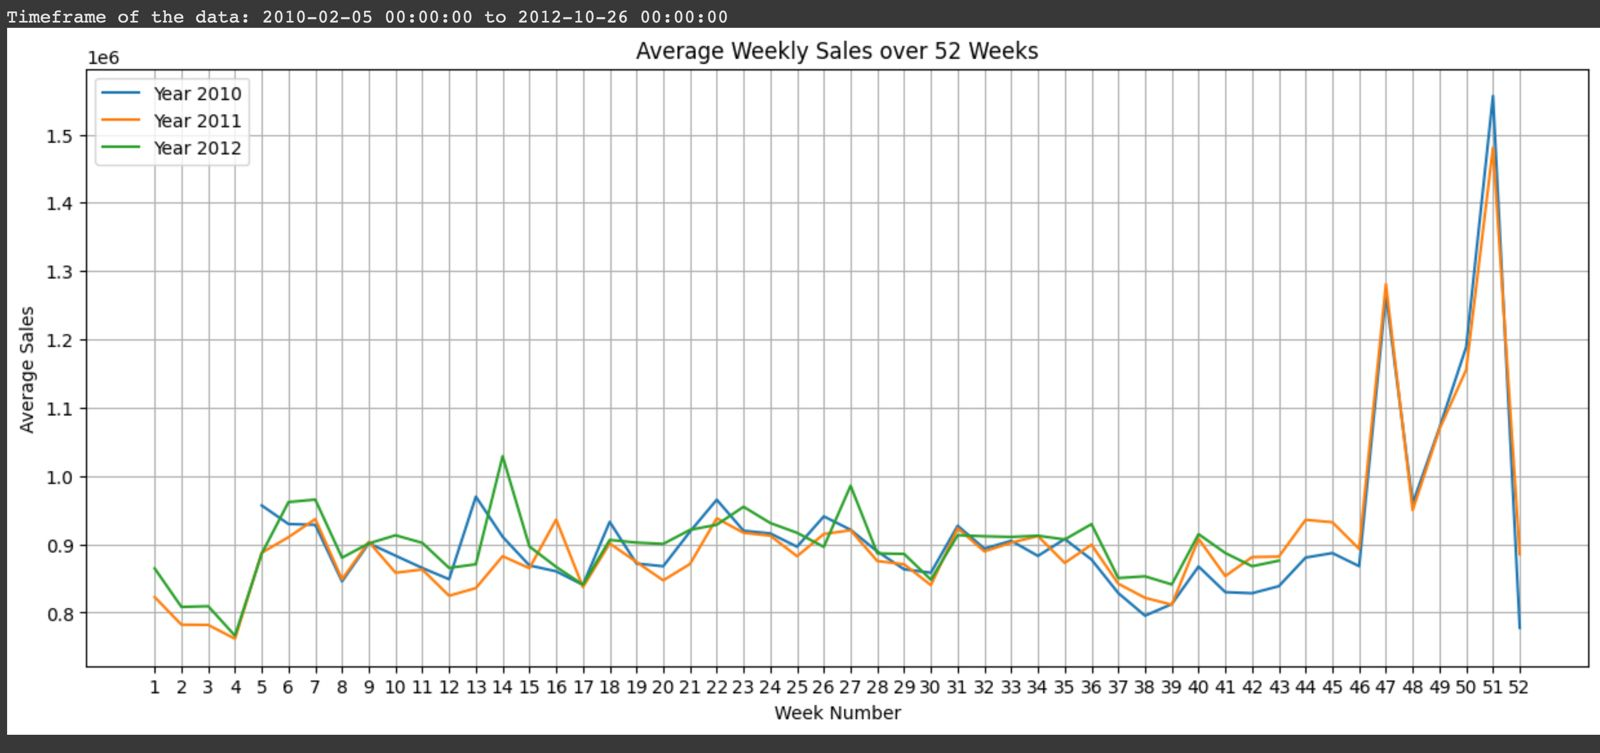 Timeframe of the data: 2010-02-05 00:00:00 to 2012-10-26 00:00:00
Average Weekly Sales over 52 Weeks
1e6
Year 2010
Year 2011
Year 2012
1.5
1.4
1.3
1.2
1.1
1.0
0.9
0.8
Average Sales
1 2 3 4 5 6 7 8 9 10 11 12 13 14 15 16 17 18 19 20 21 22 23 24 25 26 27 28 29 30 31 32 33 34 35 36 37 38 39 40 41 42 43 44 45 46 47 48 49 50 51 52
Week Number